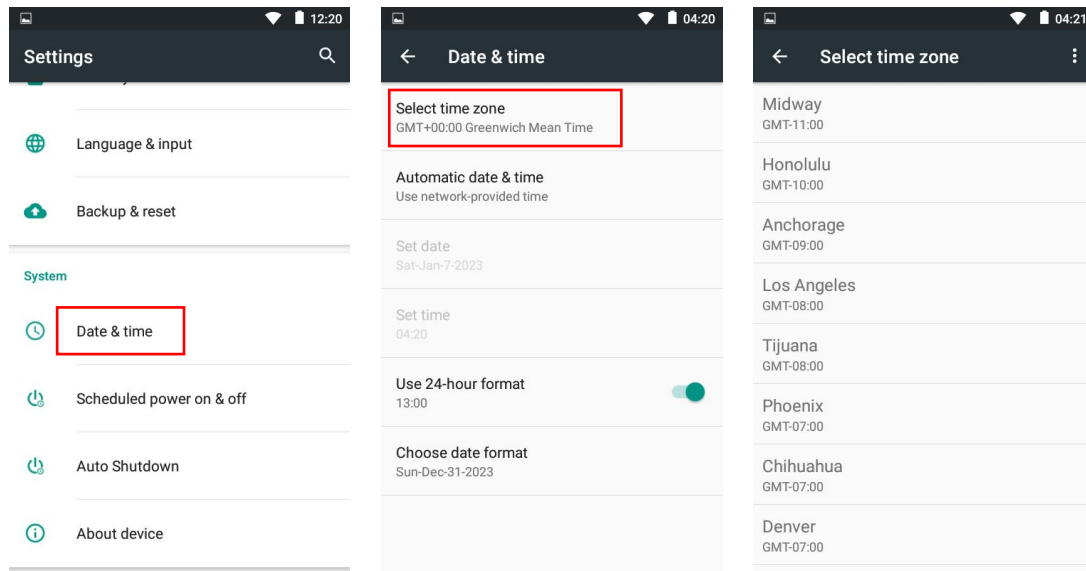 12:20
Settings
Language & input
Backup & reset
System
Date & time
Scheduled power on & off
Auto Shutdown
About device
04:20
Date & time
Select time zone
GMT+00:00 Greenwich Mean Time
Automatic date & time
Use network-provided time
Set date
Sat-Jan-7-2023
Set time
04:20
Use 24-hour format
13:00
Choose date format
Sun-Dec-31-2023
04:21
Select time zone
Midway
GMT-11:00
Honolulu
GMT-10:00
Anchorage
GMT-09:00
Los Angeles
GMT-08:00
Tijuana
GMT-08:00
Phoenix
GMT-07:00
Chihuahua
GMT-07:00
Denver
GMT-07:00